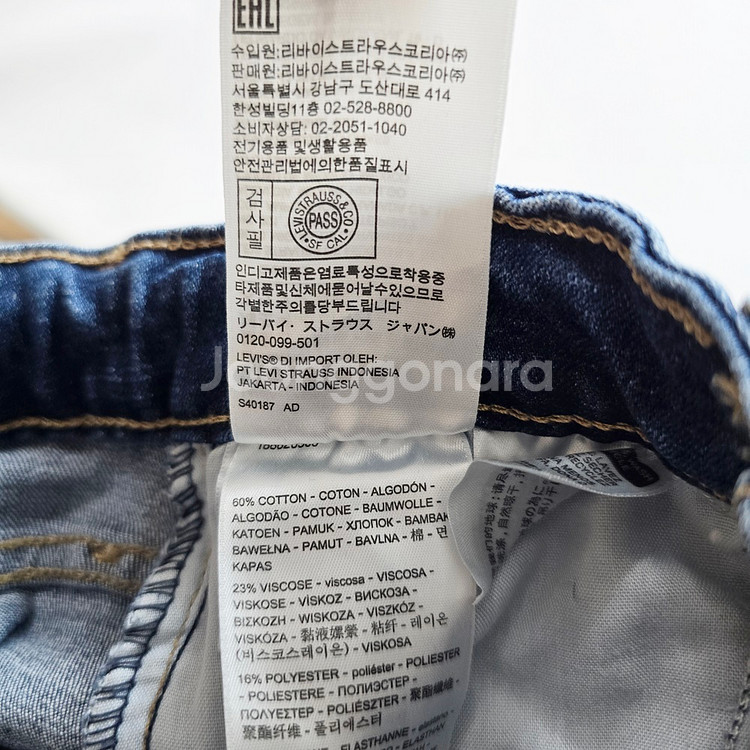 EAC
수입원:리바이스트라우스코리아㈜
판매원:리바이스트라우스코리아㈜
서울특별시 강남구 도산대로 414
한성빌딩11층 02-528-8800
소비자상담: 02-2051-1040
전기용품 및생활용품
안전관리법에의한품질표시
검사필
LEVI STRAUSS & CO
PASS
SF CAL
인디고제품은염료특성으로착용중
타제품및신체에묻어날수있으므로
각별한주의를당부드립니다
リーバイ・ストラウス ジャパン㈱
0120-099-501
LEVI'S® DI IMPORT OLEH:
PT LEVI STRAUSS INDONESIA
JAKARTA - INDONESIA
S40187 AD
Joonggonara
60% COTTON - COTON - ALGODÓN -
ALGODÃO - COTONE - BAUMWOLLE -
KATOEN - PAMUK - ХЛОПОК - BAMBAK
BAWEŁNA - PAMUT - BAVLNA - 棉 - 면
KAPAS
23% VISCOSE - viscosa - VISCOSA -
VISKOSE - VÍSKOZ - ВИСКОЗА -
ΒΙΣΚΟΖΗ - WISKOZA - VISZKÓZ -
VISKÓZA - 黏液嫘縈 - 粘纤 - 레이온
(비스코스레이온) - VISKOSA
16% POLYESTER - poliéster - POLIESTER
- POLIESTERE - ПОЛИЭСТЕР -
ΠΟΛΥΕΣΤΕΡ - POLIÉSZTER - 聚酯纖維 -
聚酯纤维 - 폴리에스터
ELASTHANNE - elastano -
LAVEZ